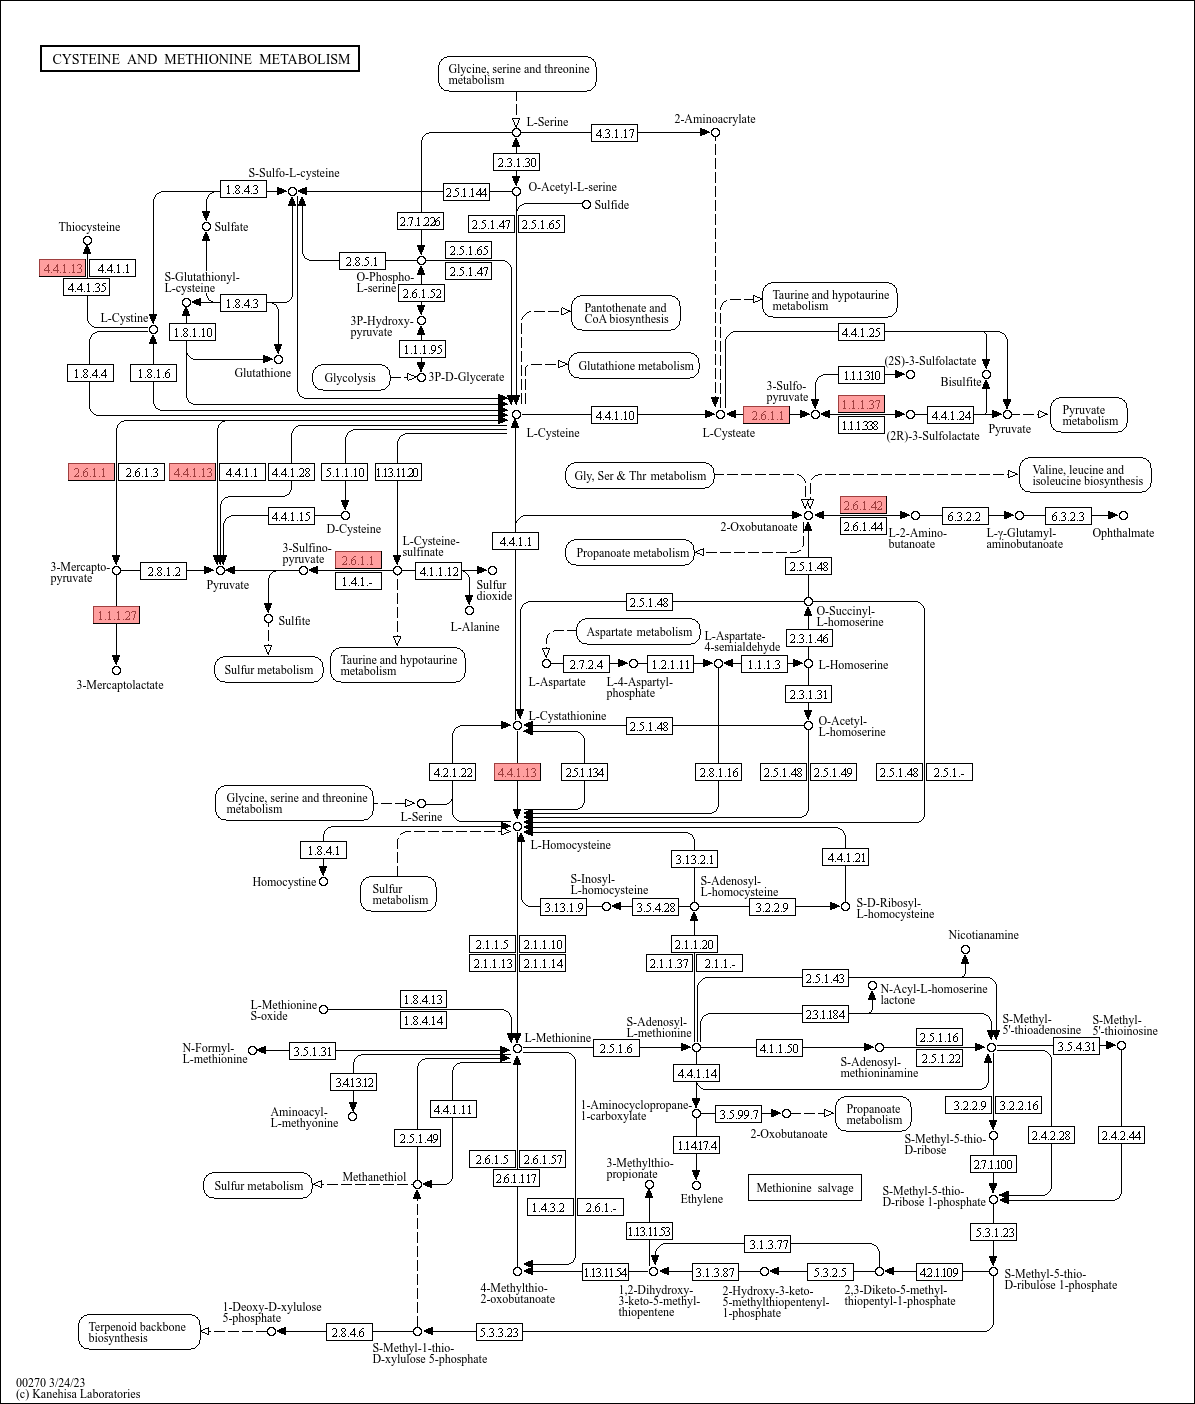 CYSTEINE AND METHIONINE METABOLISM
Glycine, serine and threonine
metabolism
L-Serine
4.3.1.17
2-Aminoacrylate
2.3.1.30
S-Sulfo-L-cysteine
1.8.4.3
2.5.1.144
O-Acetyl-L-serine
Sulfide
Thiocysteine
Sulfate
2.7.1.226
2.5.1.47
2.5.1.65
4.4.1.13
4.4.1.1
4.4.1.35
S-Glutathionyl-
L-cysteine
2.8.5.1
2.5.1.65
2.5.1.47
O-Phospho-
L-serine
2.6.1.52
1.8.4.3
L-Cystine
1.8.1.10
3P-Hydroxy-
pyruvate
Pantothenate and
CoA biosynthesis
Taurine and hypotaurine
metabolism
4.4.1.25
1.1.1.95
Glutathione
1.8.4.4
1.8.1.6
Glycolysis
3P-D-Glycerate
Glutathione metabolism
(2S)-3-Sulfolactate
1.1.1.310
Bisulfite
3-Sulfo-
pyruvate
1.1.1.37
1.1.1.338
L-Cysteine
4.4.1.10
L-Cysteate
2.6.1.1
(2R)-3-Sulfolactate
4.4.1.24
Pyruvate
Pyruvate
metabolism
2.6.1.1
2.6.1.3
4.4.1.13
4.4.1.1
4.4.1.28
5.1.1.10
1.13.11.20
Gly, Ser & Thr metabolism
Valine, leucine and
isoleucine biosynthesis
4.4.1.15
D-Cysteine
2-Oxobutanoate
2.6.1.42
2.6.1.44
L-2-Amino-
butanoate
6.3.2.2
L-γ-Glutamyl-
aminobutanoate
6.3.2.3
Ophthalmate
4.4.1.1
Propanoate metabolism
2.5.1.48
3-Mercapto-
pyruvate
2.8.1.2
Pyruvate
3-Sulfino-
pyruvate
2.6.1.1
1.4.1.-
L-Cysteine-
sulfinate
4.1.1.12
Sulfur
dioxide
L-Alanine
1.1.1.27
Sulfite
2.5.1.48
O-Succinyl-
L-homoserine
Aspartate metabolism
L-Aspartate-
4-semialdehyde
2.3.1.46
3-Mercaptolactate
Sulfur metabolism
Taurine and hypotaurine
metabolism
L-Aspartate
2.7.2.4
L-4-Aspartyl-
phosphate
1.2.1.11
1.1.1.3
L-Homoserine
2.3.1.31
L-Cystathionine
2.5.1.48
O-Acetyl-
L-homoserine
4.2.1.22
4.4.1.13
2.5.1.134
2.8.1.16
2.5.1.48
2.5.1.49
2.5.1.48
2.5.1.-
Glycine, serine and threonine
metabolism
L-Serine
L-Homocysteine
1.8.4.1
Homocystine
Sulfur
metabolism
3.13.2.1
4.4.1.21
S-Inosyl-
L-homocysteine
S-Adenosyl-
L-homocysteine
3.13.1.9
3.5.4.28
3.2.2.9
S-D-Ribosyl-
L-homocysteine
2.1.1.5
2.1.1.10
2.1.1.13
2.1.1.14
2.1.1.20
2.1.1.37
2.1.1.-
Nicotianamine
2.5.1.43
N-Acyl-L-homoserine
lactone
L-Methionine
S-oxide
1.8.4.13
1.8.4.14
2.3.1.184
S-Adenosyl-
L-methionine
S-Methyl-
5'-thioadenosine
S-Methyl-
5'-thioinosine
L-Methionine
N-Formyl-
L-methionine
3.5.1.31
2.5.1.6
4.1.1.50
S-Adenosyl-
methioninamine
2.5.1.16
2.5.1.22
3.5.4.31
3.4.13.12
4.4.1.14
Aminoacyl-
L-methyonine
4.4.1.11
1-Aminocyclopropane-
1-carboxylate
3.5.99.7
2-Oxobutanoate
Propanoate
metabolism
3.2.2.9
3.2.2.16
2.5.1.49
1.14.17.4
S-Methyl-5-thio-
D-ribose
2.4.2.28
2.4.2.44
2.6.1.5
2.6.1.57
2.6.1.117
3-Methylthio-
propionate
2.7.1.100
Methanethiol
Sulfur metabolism
Ethylene
Methionine salvage
S-Methyl-5-thio-
D-ribose 1-phosphate
1.4.3.2
2.6.1.-
1.13.11.53
3.1.3.77
5.3.1.23
1.13.11.54
3.1.3.87
5.3.2.5
4.2.1.109
4-Methylthio-
2-oxobutanoate
1,2-Dihydroxy-
3-keto-5-methyl-
thiopentene
2-Hydroxy-3-keto-
5-methylthiopentenyl-
1-phosphate
2,3-Diketo-5-methyl-
thiopentyl-1-phosphate
S-Methyl-5-thio-
D-ribulose 1-phosphate
1-Deoxy-D-xylulose
5-phosphate
Terpenoid backbone
biosynthesis
2.8.4.6
S-Methyl-1-thio-
D-xylulose 5-phosphate
5.3.3.23
00270 3/24/23
(c) Kanehisa Laboratories